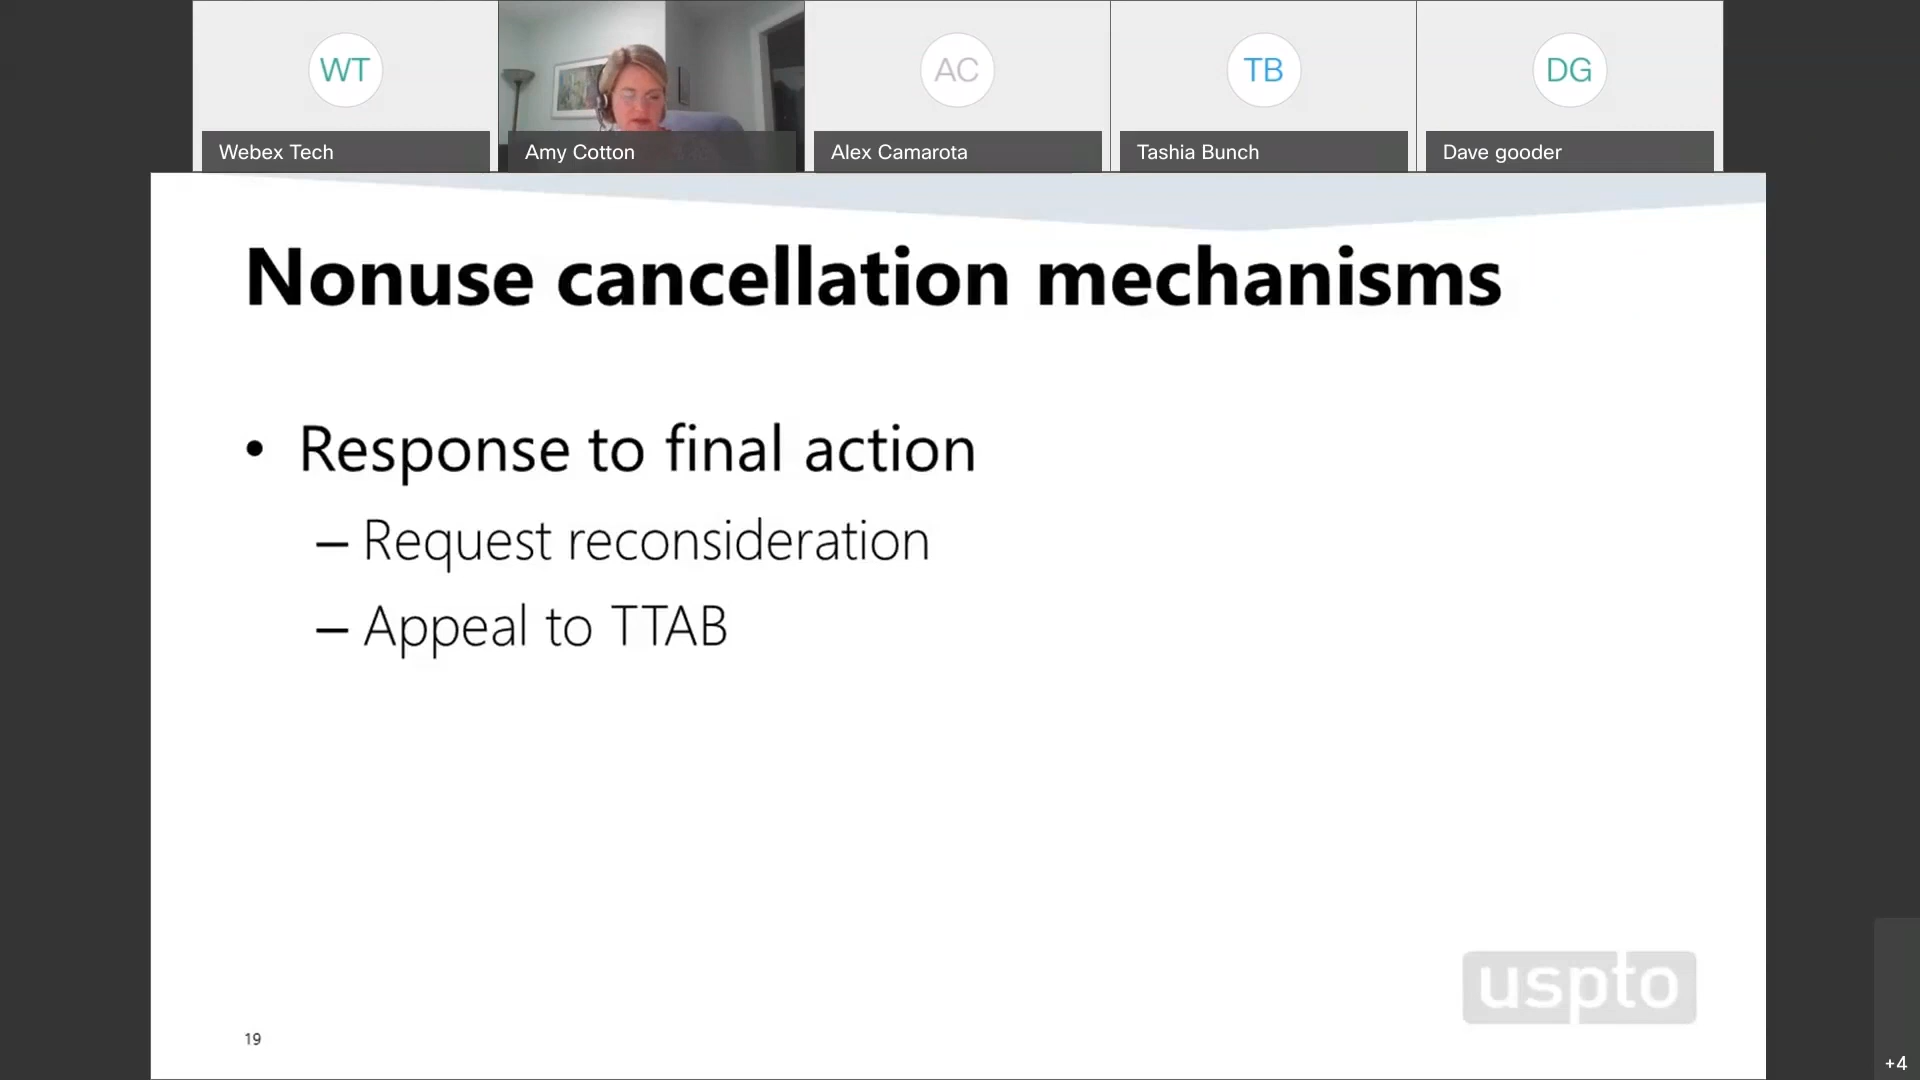 WT
AC
TB
DG
Webex Tech
Amy Cotton
Alex Camarota
Tashia Bunch
Dave gooder
Nonuse cancellation mechanisms
• Response to final action
– Request reconsideration
– Appeal to TTAB
uspto
19
+4